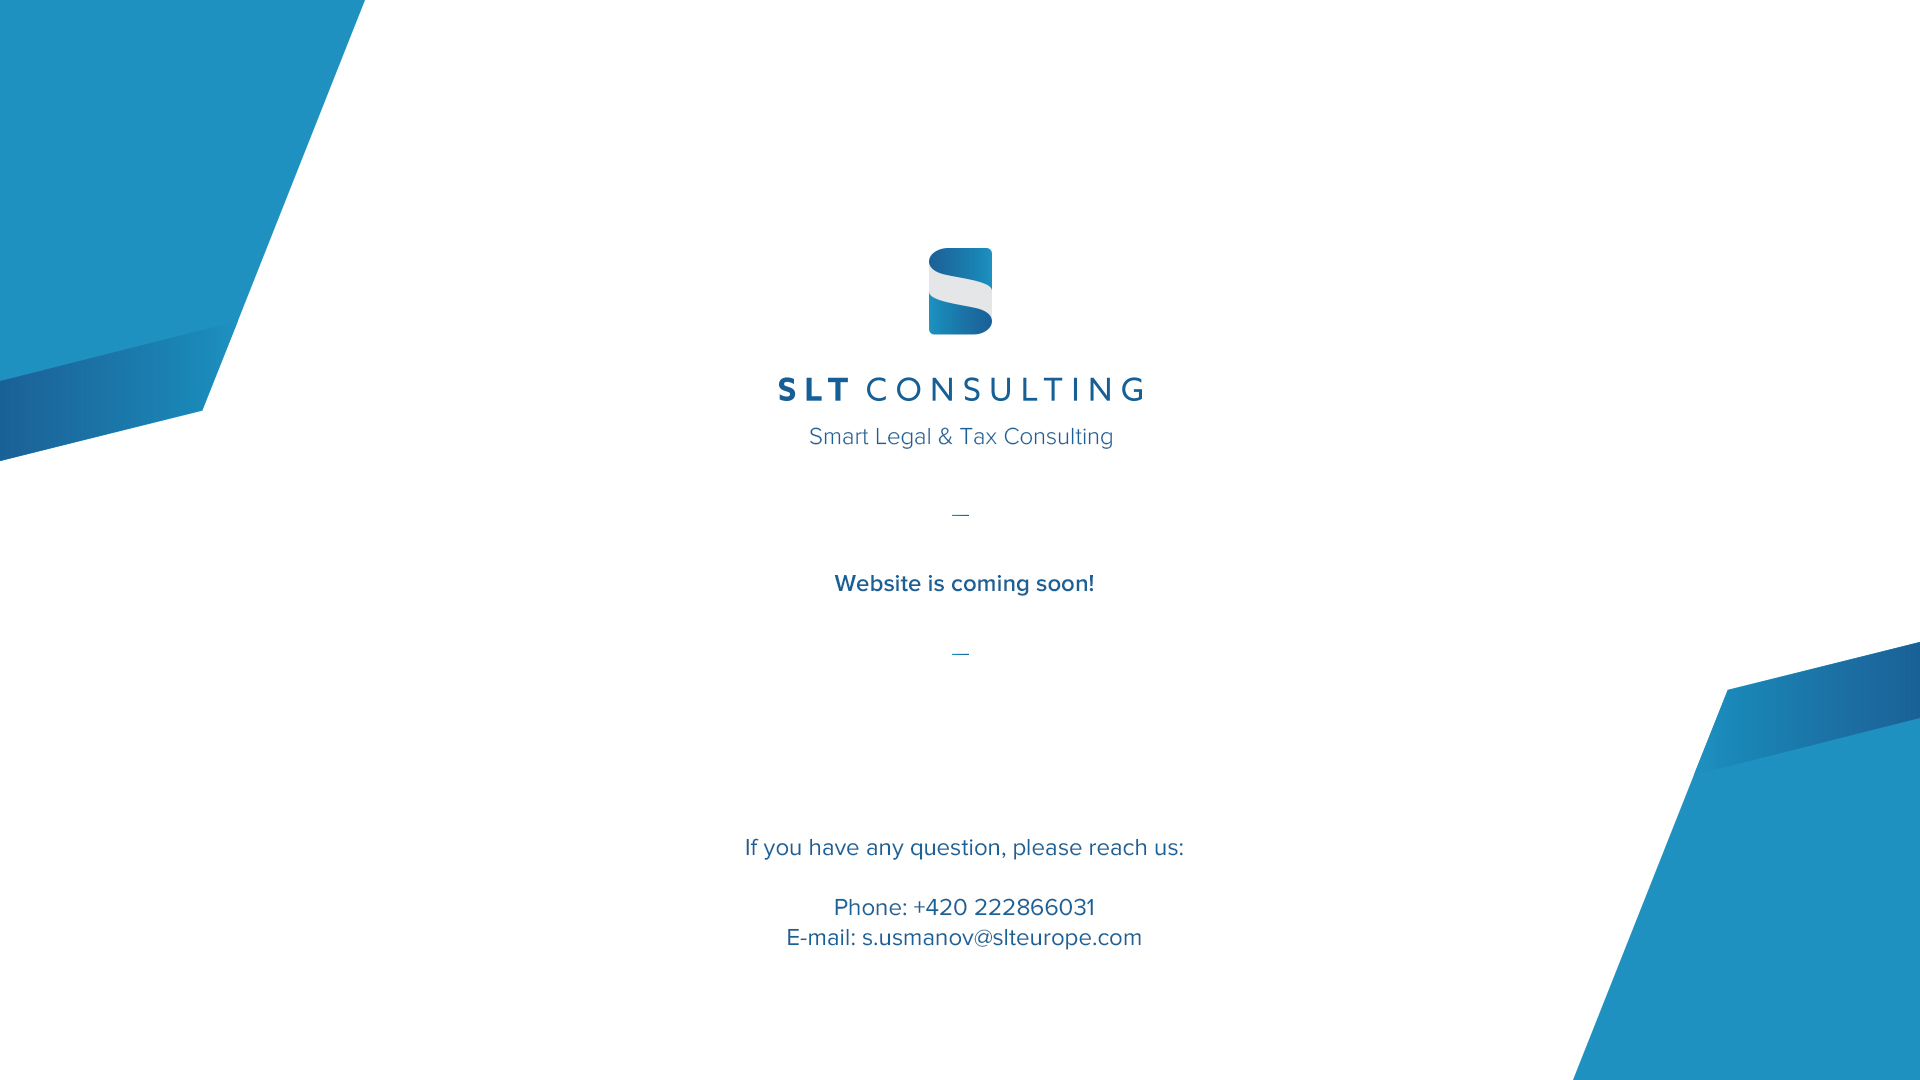 SLT CONSULTING
Smart Legal & Tax Consulting
—
Website is coming soon!
—
If you have any question, please reach us:
Phone: +420 222866031
E-mail: s.usmanov@slteurope.com